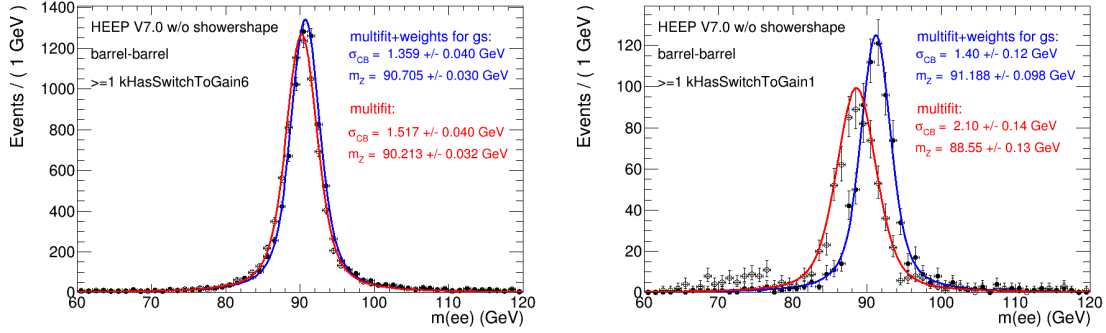 HEEP V7.0 w/o showershape
barrel-barrel
>=1 kHasSwitchToGain6
multifit+weights for gs:
σCB = 1.359 +/- 0.040 GeV
mZ = 90.705 +/- 0.030 GeV
multifit:
σCB = 1.517 +/- 0.040 GeV
mZ = 90.213 +/- 0.032 GeV
Events / ( 1 GeV )
1400
1200
1000
800
600
400
200
0
60 70 80 90 100 110 120
m(ee) (GeV)
HEEP V7.0 w/o showershape
barrel-barrel
>=1 kHasSwitchToGain1
multifit+weights for gs:
σCB = 1.40 +/- 0.12 GeV
mZ = 91.188 +/- 0.098 GeV
multifit:
σCB = 2.10 +/- 0.14 GeV
mZ = 88.55 +/- 0.13 GeV
Events / ( 1 GeV )
120
100
80
60
40
20
0
60 70 80 90 100 110 120
m(ee) (GeV)